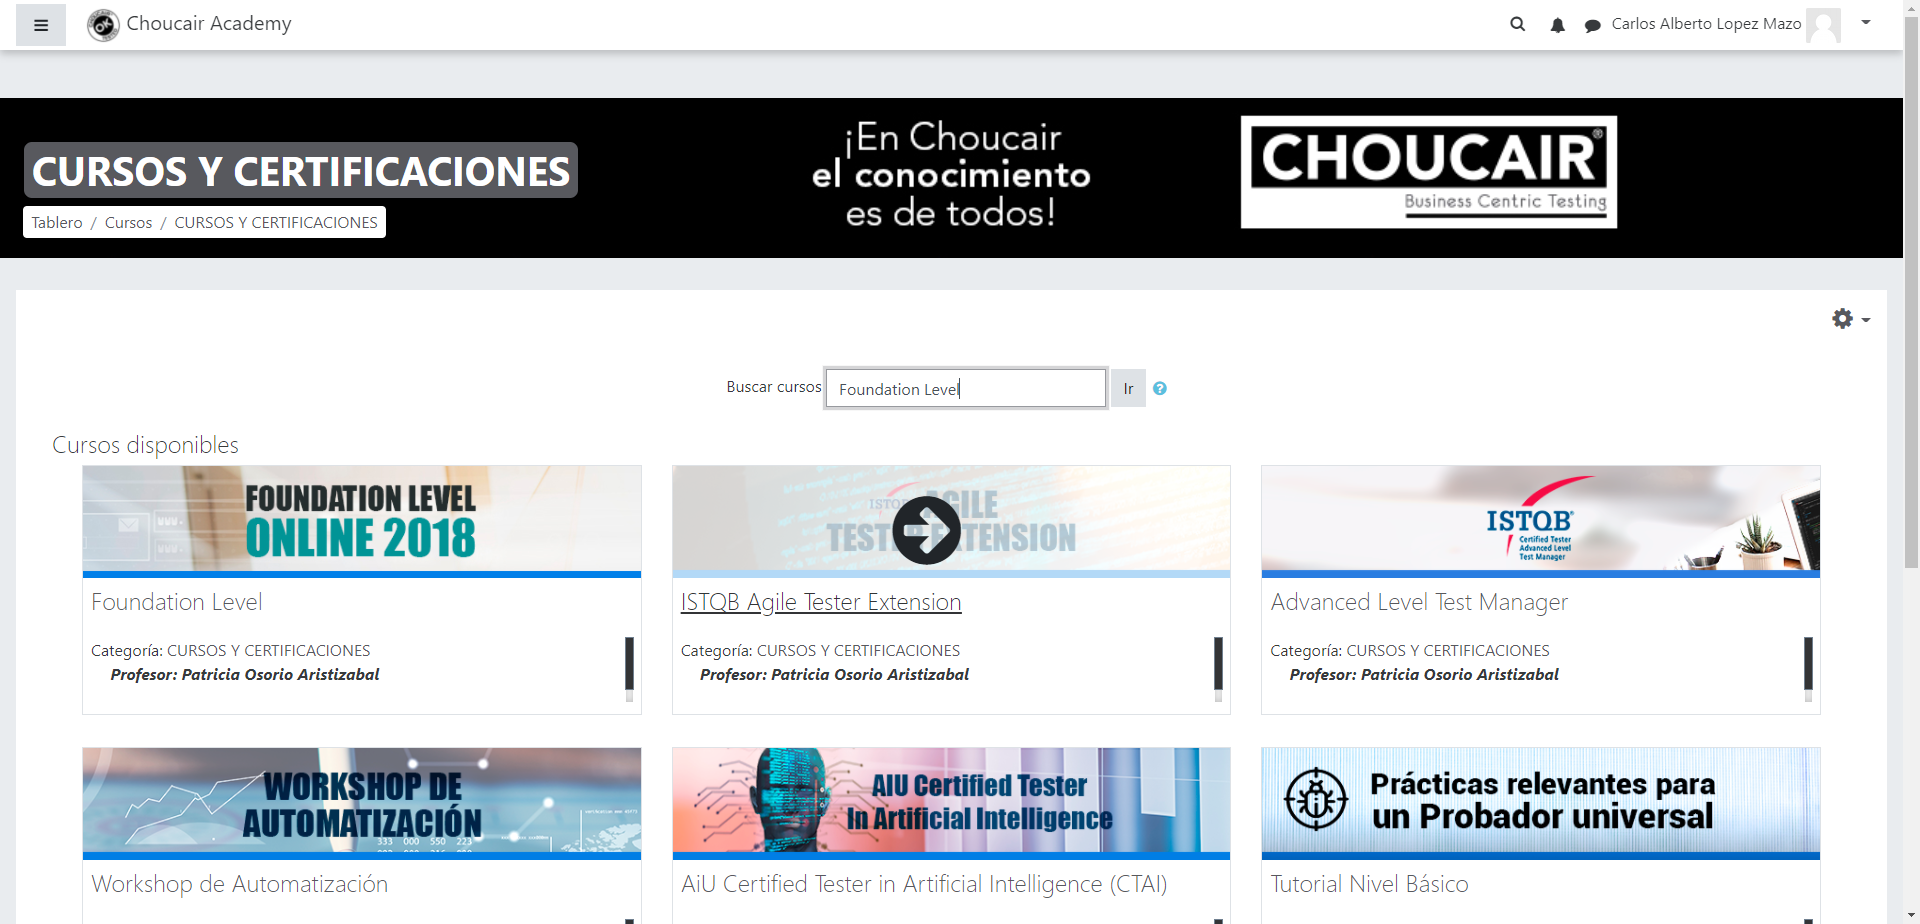 Choucair Academy
Carlos Alberto Lopez Mazo
CURSOS Y CERTIFICACIONES
Tablero / Cursos / CURSOS Y CERTIFICACIONES
¡En Choucair
el conocimiento
es de todos!
CHOUCAIR®
Business Centric Testing
Buscar cursos
Foundation Level
Ir
Cursos disponibles
FOUNDATION LEVEL
ONLINE 2018
Foundation Level
Categoría: CURSOS Y CERTIFICACIONES
Profesor: Patricia Osorio Aristizabal
ISTQB Agile Tester Extension
Categoría: CURSOS Y CERTIFICACIONES
Profesor: Patricia Osorio Aristizabal
ISTQB®
Certified Tester
Advanced Level
Test Manager
Advanced Level Test Manager
Categoría: CURSOS Y CERTIFICACIONES
Profesor: Patricia Osorio Aristizabal
WORKSHOP DE
AUTOMATIZACIÓN
333 000 550 223
Workshop de Automatización
AIU Certified Tester
In Artificial Intelligence
AiU Certified Tester in Artificial Intelligence (CTAI)
Prácticas relevantes para
un Probador universal
Tutorial Nivel Básico